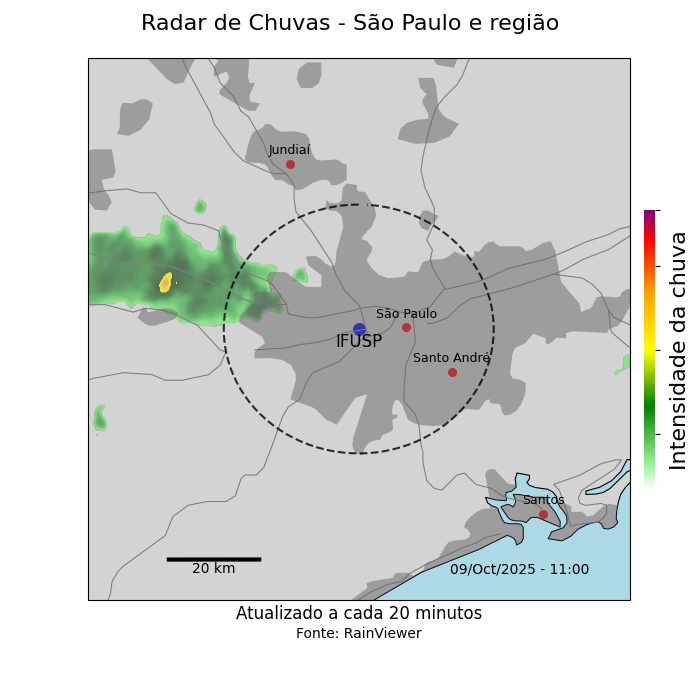 Radar de Chuvas - São Paulo e região
Jundiaí
São Paulo
IFUSP
Santo André
Santos
20 km
09/Oct/2025 - 11:00
Intensidade da chuva
Atualizado a cada 20 minutos
Fonte: RainViewer